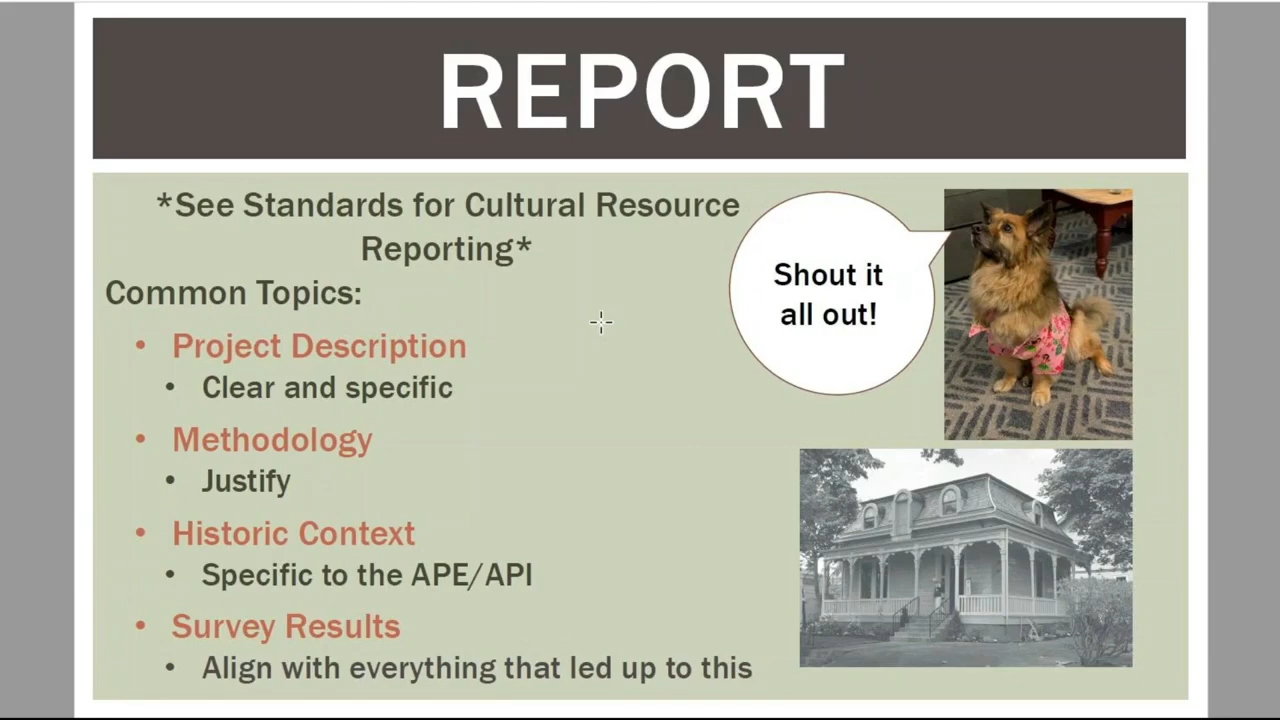 REPORT
*See Standards for Cultural Resource
Reporting*
Common Topics:
• Project Description
• Clear and specific
• Methodology
• Justify
• Historic Context
• Specific to the APE/API
• Survey Results
• Align with everything that led up to this
Shout it
all out!